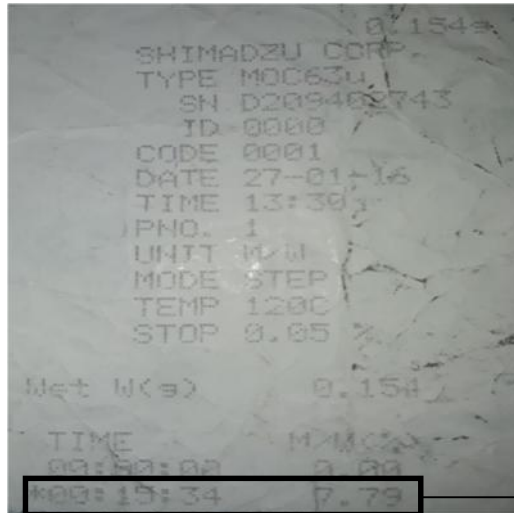 0.154g
SHIMADZU CORP.
TYPE MOC63u
SN D209402743
ID 0000
CODE 0001
DATE 27-01-16
TIME 13:30
PNO. 1
UNIT M/W
MODE STEP
TEMP 120C
STOP 0.05 %
Wet W(g) 0.154
TIME M/W(%)
00:00:00 0.00
*00:15:34 7.79